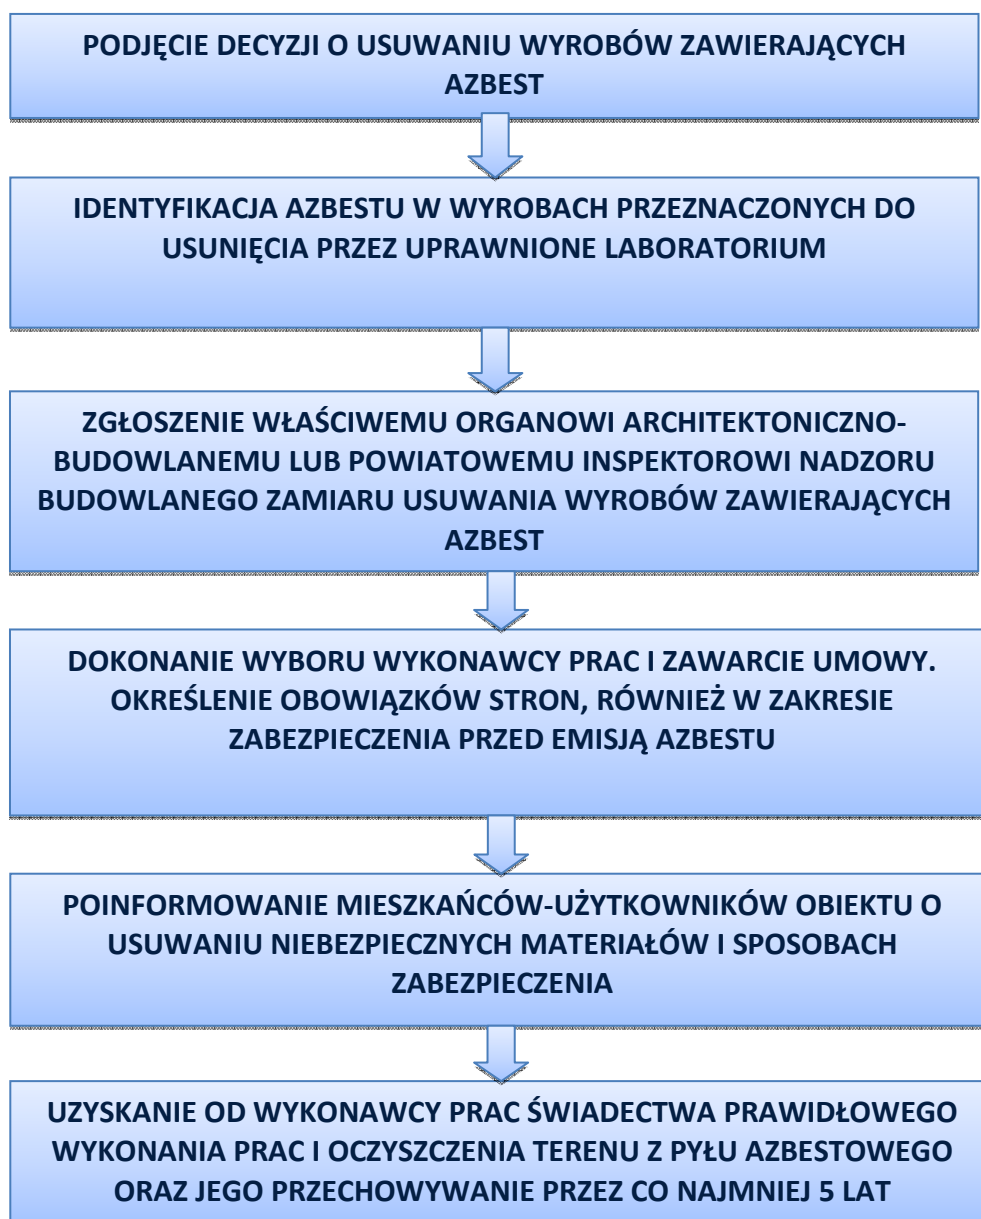 PODJĘCIE DECYZJI O USUWANIU WYROBÓW ZAWIERAJĄCYCH
AZBEST
IDENTYFIKACJA AZBESTU W WYROBACH PRZEZNACZONYCH DO
USUNIĘCIA PRZEZ UPRAWNIONE LABORATORIUM
ZGŁOSZENIE WŁAŚCIWEMU ORGANOWI ARCHITEKTONICZNO-
BUDOWLANEMU LUB POWIATOWEMU INSPEKTOROWI NADZORU
BUDOWLANEGO ZAMIARU USUWANIA WYROBÓW ZAWIERAJĄCYCH
AZBEST
DOKONANIE WYBORU WYKONAWCY PRAC I ZAWARCIE UMOWY.
OKREŚLENIE OBOWIĄZKÓW STRON, RÓWNIEŻ W ZAKRESIE
ZABEZPIECZENIA PRZED EMISJĄ AZBESTU
POINFORMOWANIE MIESZKAŃCÓW-UŻYTKOWNIKÓW OBIEKTU O
USUWANIU NIEBEZPIECZNYCH MATERIAŁÓW I SPOSOBACH
ZABEZPIECZENIA
UZYSKANIE OD WYKONAWCY PRAC ŚWIADECTWA PRAWIDŁOWEGO
WYKONANIA PRAC I OCZYSZCZENIA TERENU Z PYŁU AZBESTOWEGO
ORAZ JEGO PRZECHOWYWANIE PRZEZ CO NAJMNIEJ 5 LAT